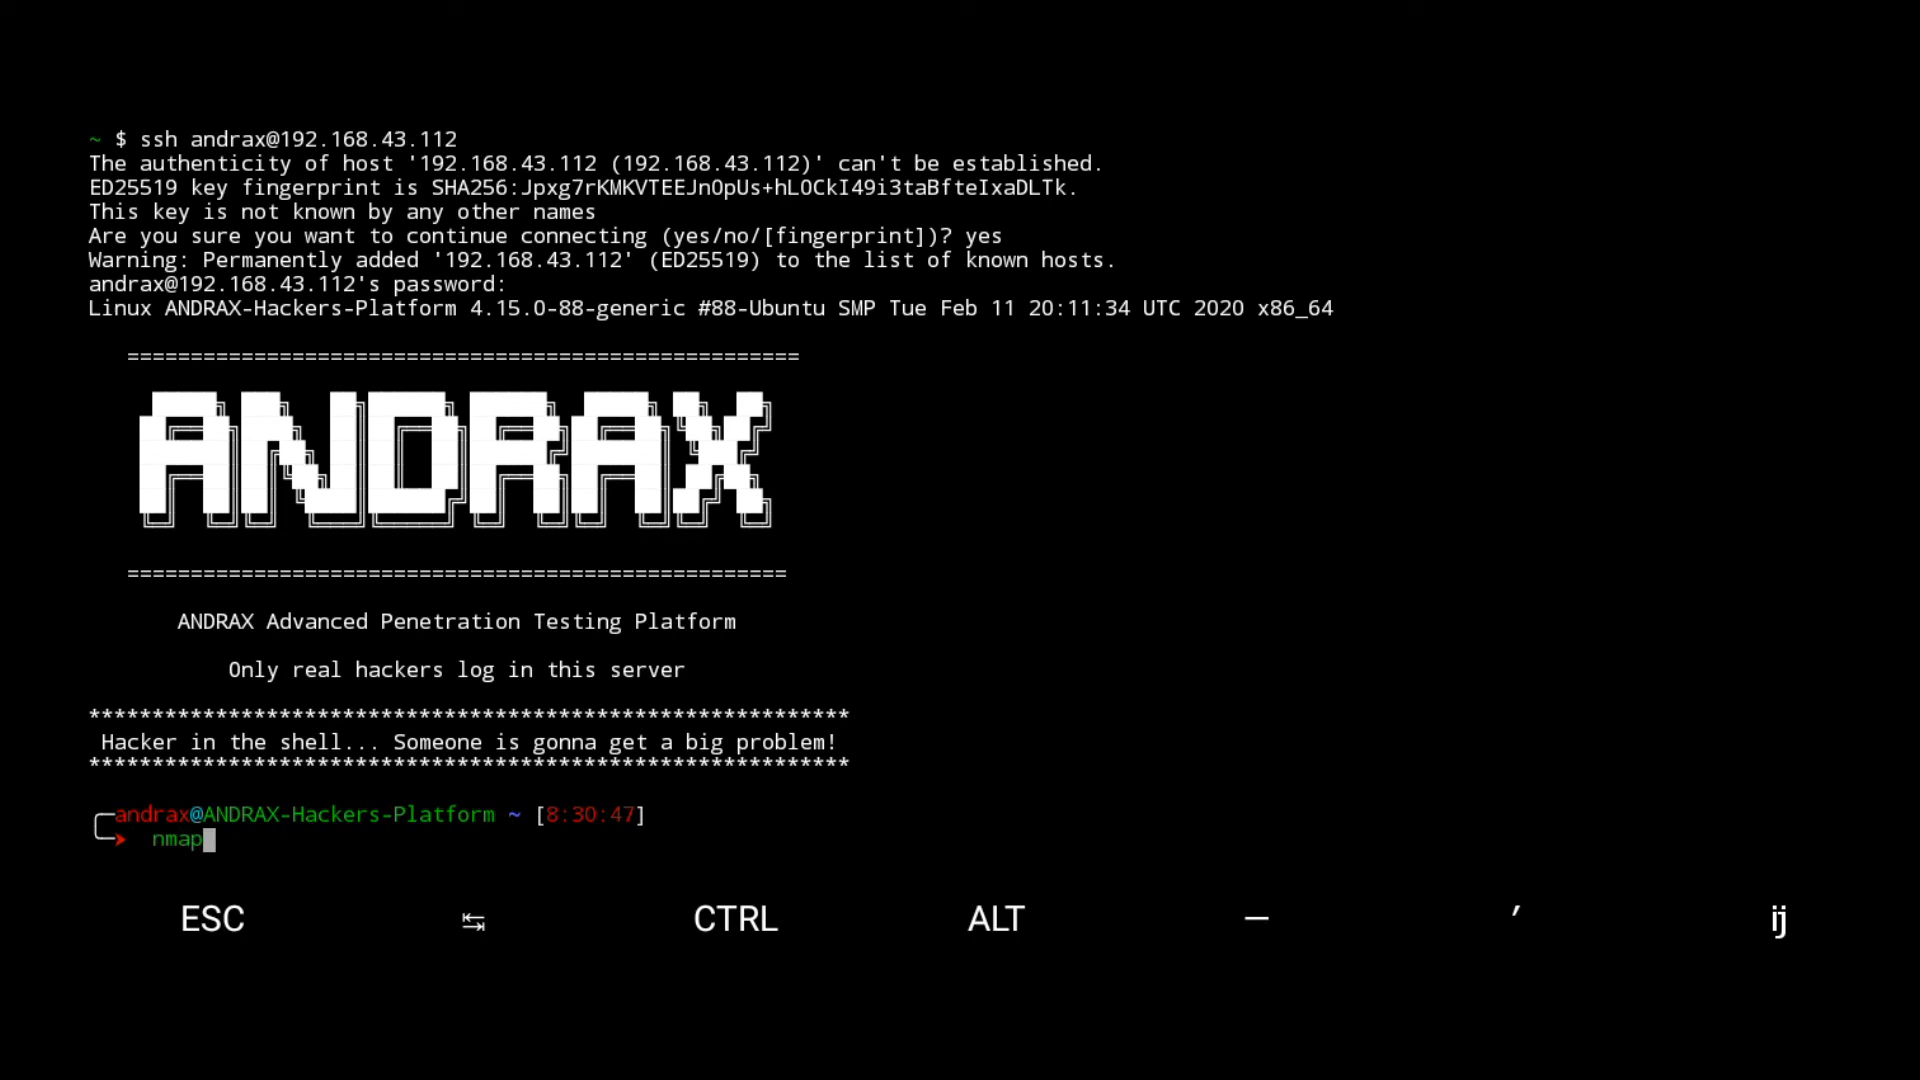 ~ $ ssh andrax@192.168.43.112
The authenticity of host '192.168.43.112 (192.168.43.112)' can't be established.
ED25519 key fingerprint is SHA256:Jpxg7rKMKVTEEJnOpUs+hLOCkI49i3taBfteIxaDLTk.
This key is not known by any other names
Are you sure you want to continue connecting (yes/no/[fingerprint])? yes
Warning: Permanently added '192.168.43.112' (ED25519) to the list of known hosts.
andrax@192.168.43.112's password:
Linux ANDRAX-Hackers-Platform 4.15.0-88-generic #88-Ubuntu SMP Tue Feb 11 20:11:34 UTC 2020 x86_64
=====================================================
ANDRAX
====================================================
ANDRAX Advanced Penetration Testing Platform
Only real hackers log in this server
************************************************************
Hacker in the shell... Someone is gonna get a big problem!
************************************************************
andrax@ANDRAX-Hackers-Platform ~ [8:30:47]
➤ nmap
ESC ↹ CTRL ALT — ′ ij